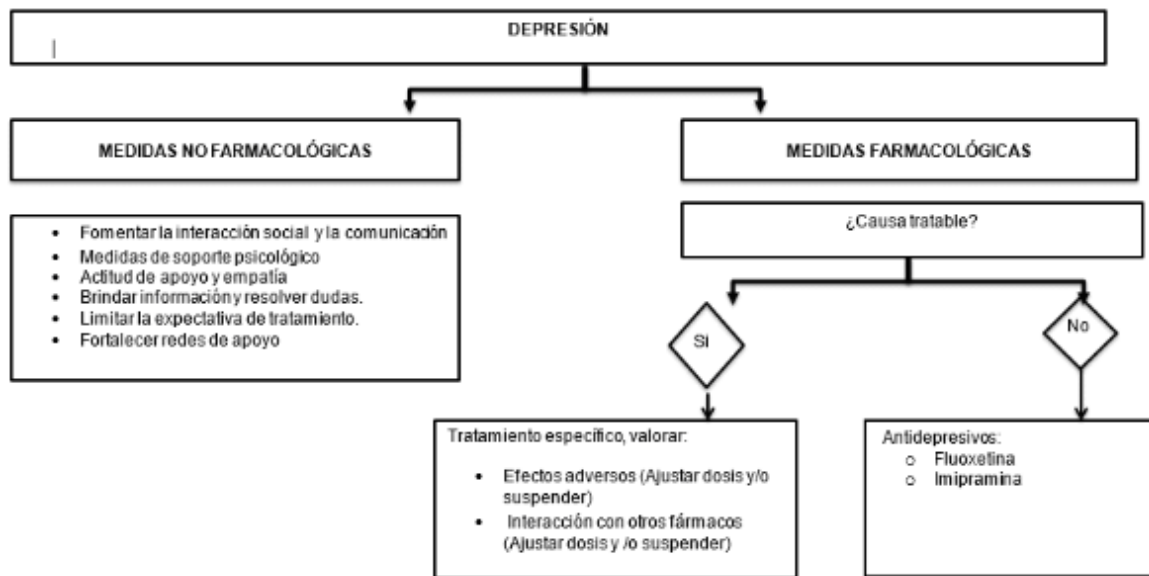 DEPRESIÓN
MEDIDAS NO FARMACOLÓGICAS
• Fomentar la interacción social y la comunicación
• Medidas de soporte psicológico
• Actitud de apoyo y empatía
• Brindar información y resolver dudas.
• Limitar la expectativa de tratamiento.
• Fortalecer redes de apoyo
MEDIDAS FARMACOLÓGICAS
¿Causa tratable?
Sí
No
Tratamiento específico, valorar:
• Efectos adversos (Ajustar dosis y/o
suspender)
• Interacción con otros fármacos
(Ajustar dosis y /o suspender)
Antidepresivos:
o Fluoxetina
o Imipramina